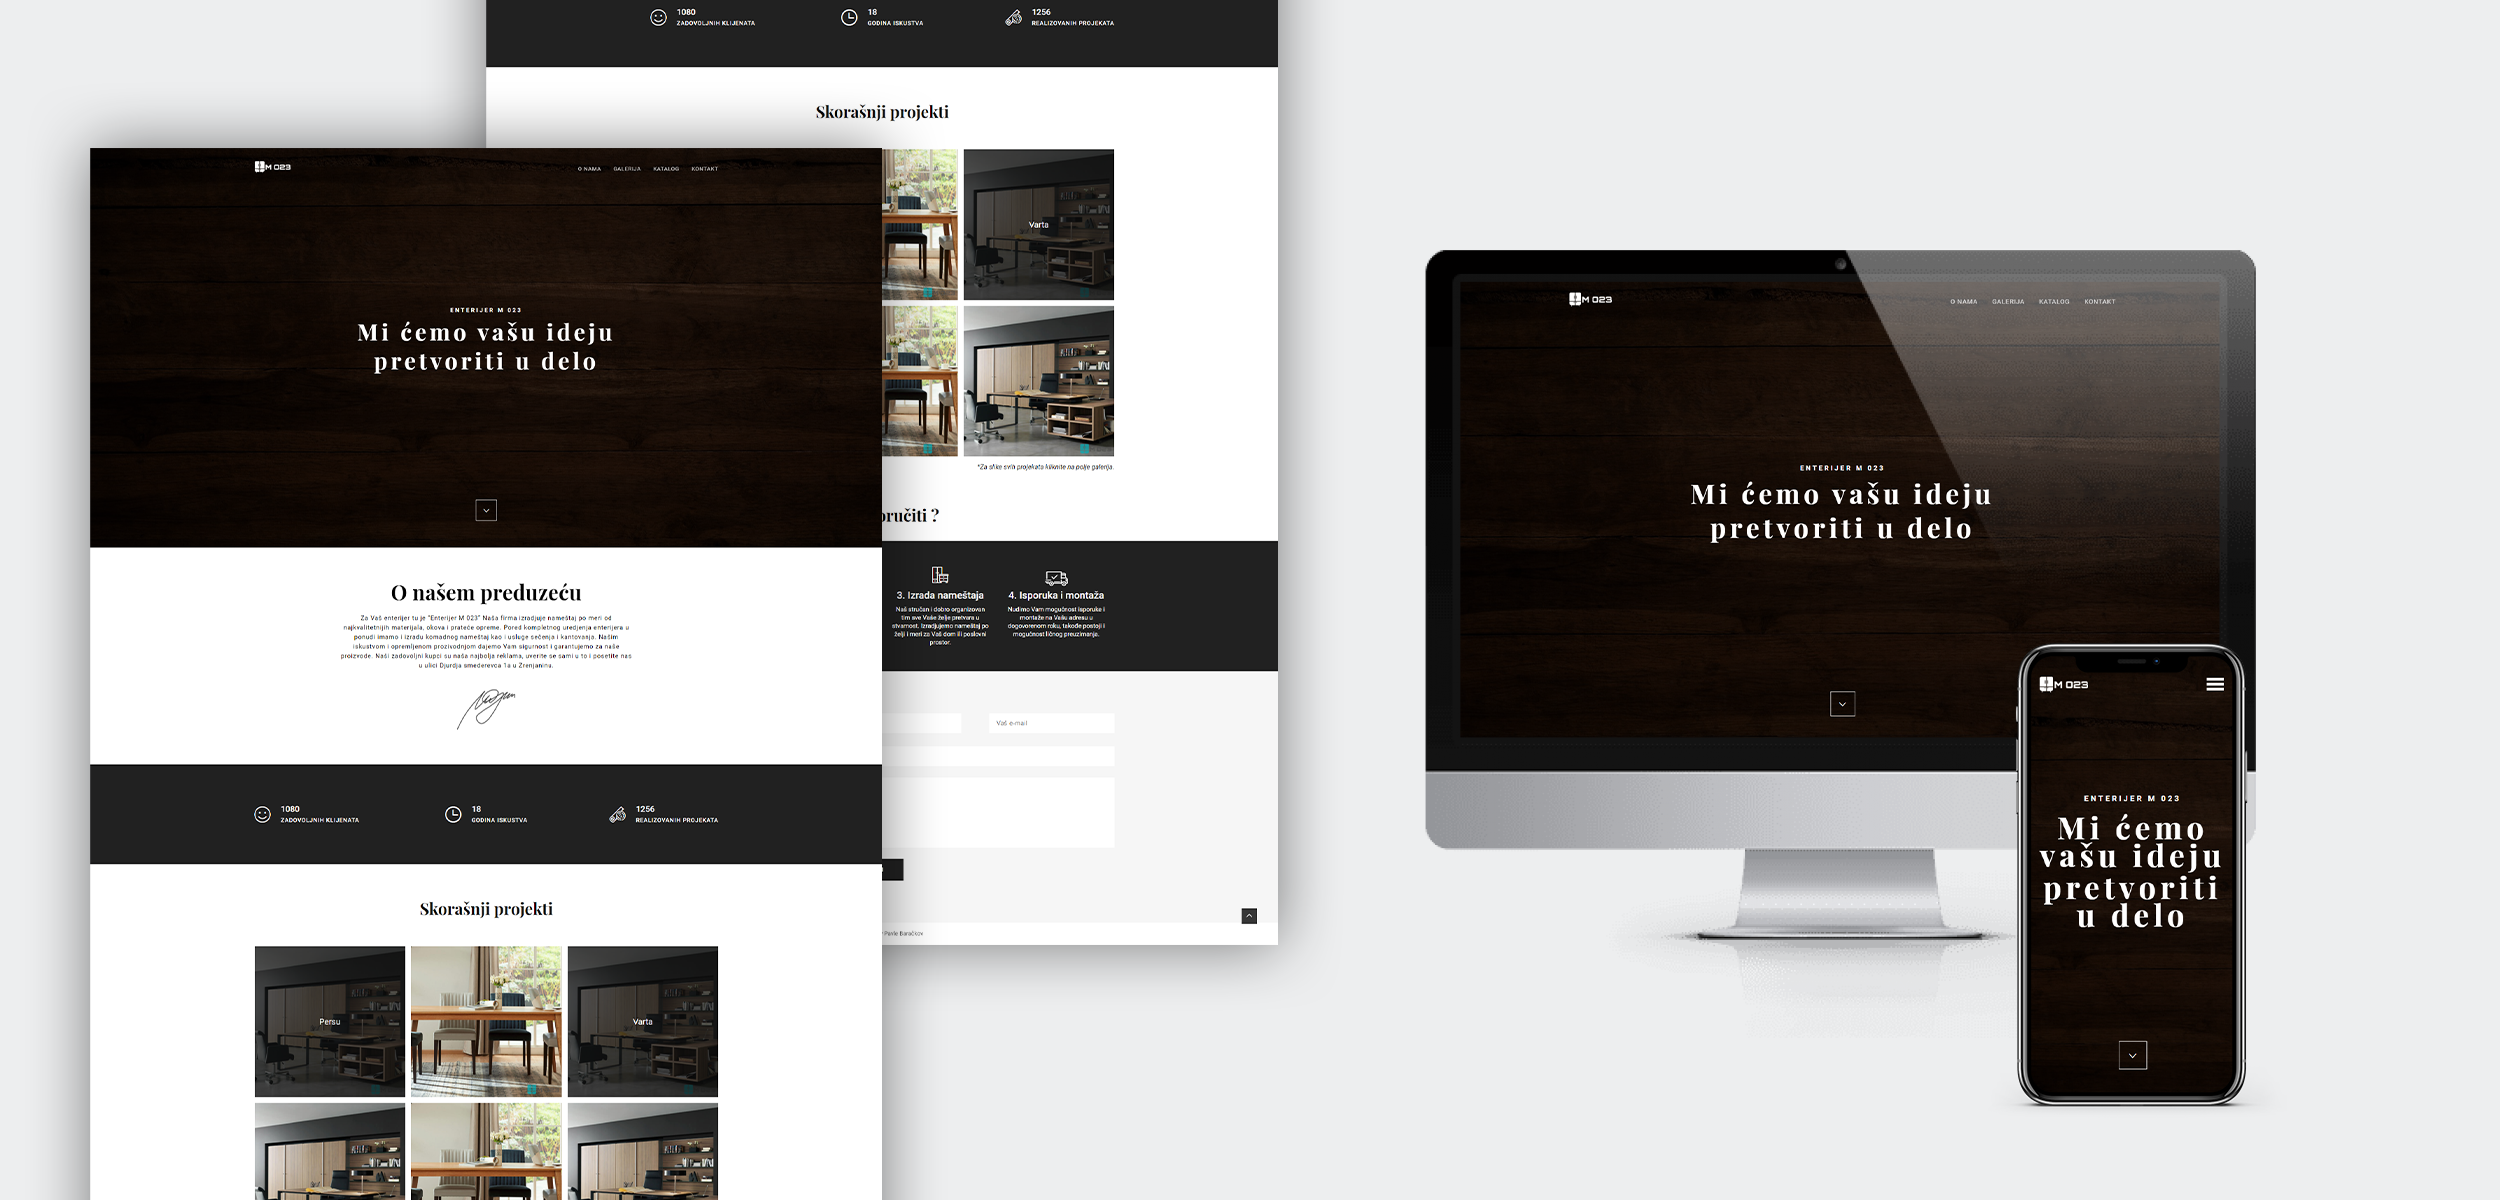 M 023
O NAMA GALERIJA KATALOG KONTAKT
ENTERIJER M 023
Mi ćemo vašu ideju
pretvoriti u delo
O našem preduzeću
Za Vaš enterijer tu je "Enterijer M 023" Naša firma izradjuje nameštaj po meri od
najkvalitetnijih materijala, okova i prateće opreme. Pored kompletnog uredjenja enterijera u
ponudi imamo i izradu komadnog nameštaj kao i usluge sečenja i kantovanja. Našim
iskustvom i opremljenom prozivodnjom dajemo Vam sigurnost i garantujemo za naše
proizvode. Naši zadovoljni kupci su naša najbolja reklama, uverite se sami u to i posetite nas
u ulici Djurdja smederevca 1a u Zrenjaninu.
1080
ZADOVOLJNIH KLIJENATA
18
GODINA ISKUSTVA
1256
REALIZOVANIH PROJEKATA
Skorašnji projekti
Persu
Varta
1080
ZADOVOLJNIH KLIJENATA
18
GODINA ISKUSTVA
1256
REALIZOVANIH PROJEKATA
Skorašnji projekti
Varta
*Za slike svih projekata kliknite na polje galerija.
oručiti ?
3. Izrada nameštaja
Naš stručan i dobro organizovan
tim sve Vaše želje pretvara u
stvarnost. Izradjujemo nameštaj po
želji i meri za Vaš dom ili poslovni
prostor.
4. Isporuka i montaža
Nudimo Vam mogućnost isporuke i
montaže na Vašu adresu u
dogovorenom roku, takođe postoji i
mogućnost ličnog preuzimanja.
Vaš e-mail
Pavle Baračkov
M 023
O NAMA GALERIJA KATALOG KONTAKT
ENTERIJER M 023
Mi ćemo vašu ideju
pretvoriti u delo
M 023
ENTERIJER M 023
Mi ćemo
vašu ideju
pretvoriti
u delo